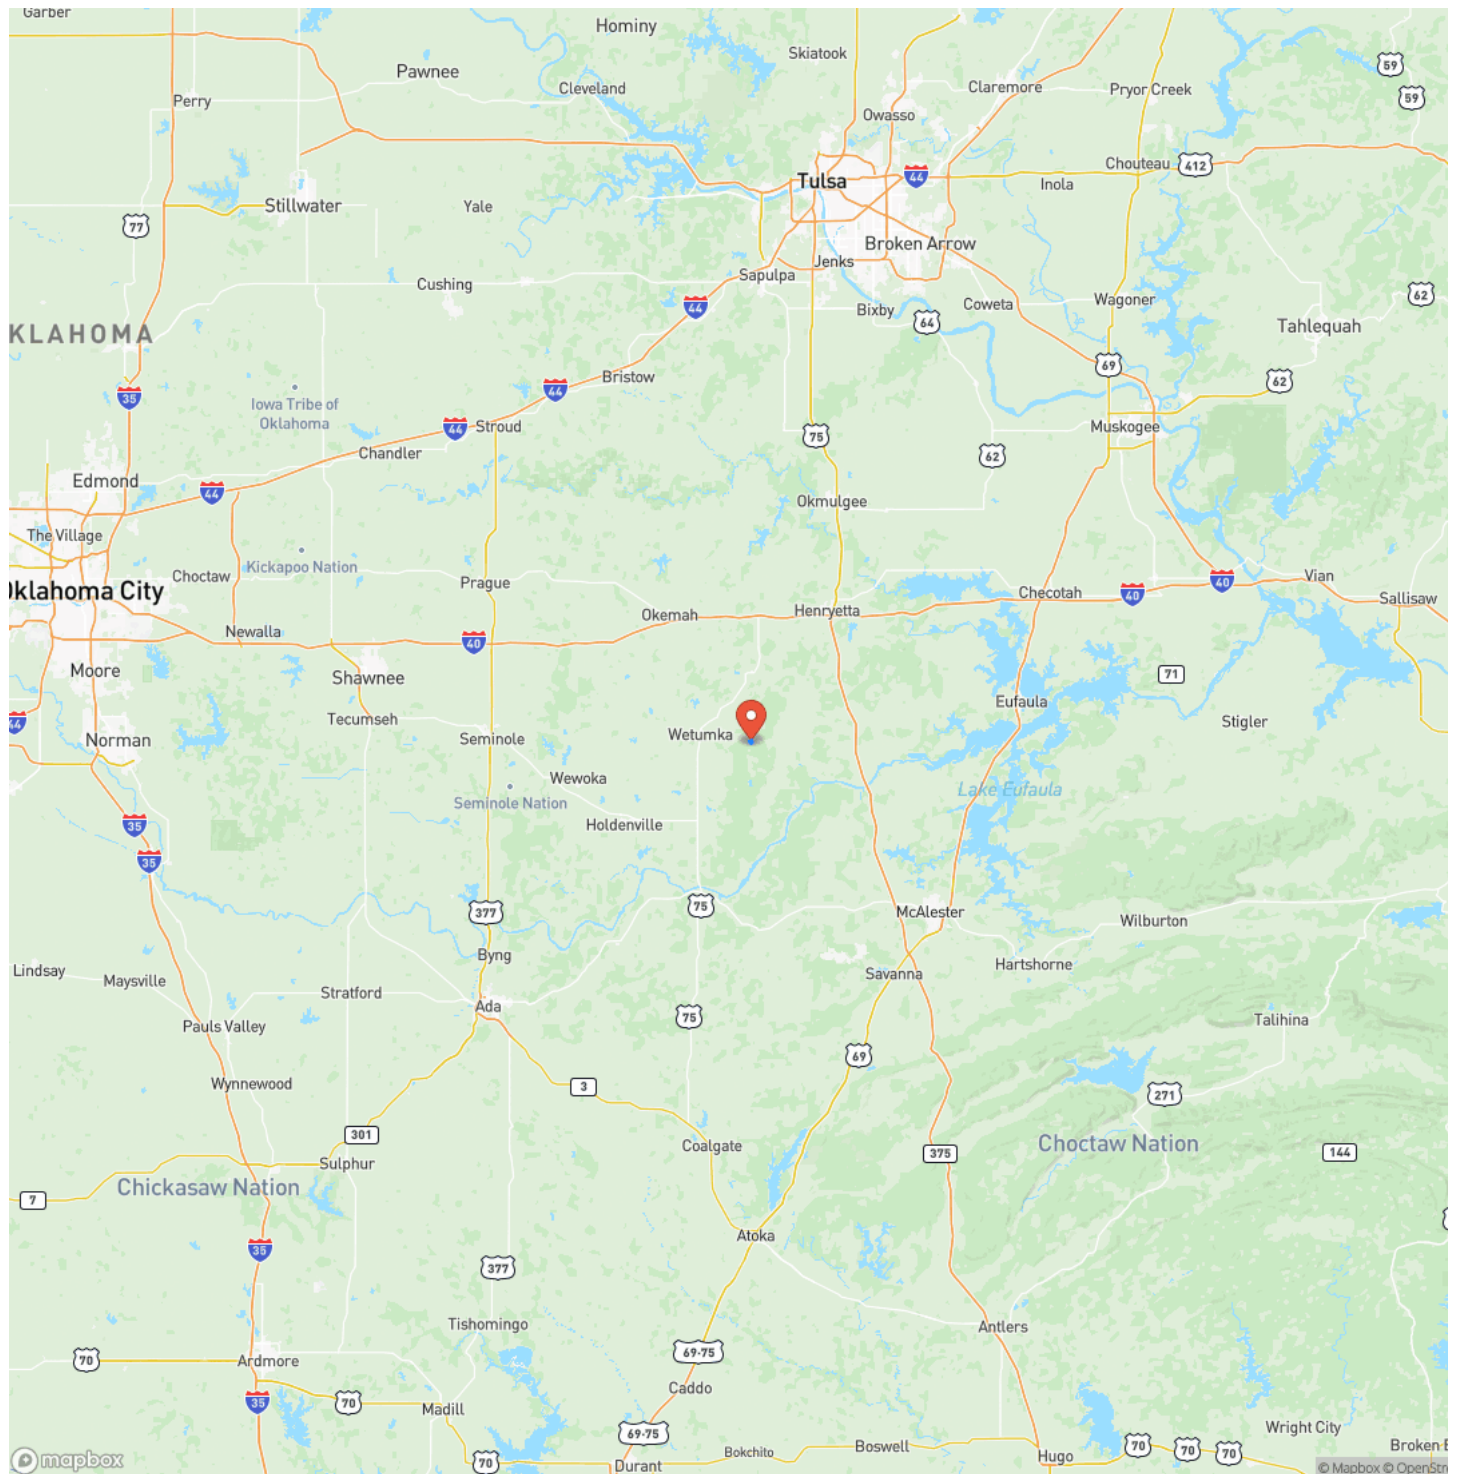 Garber
Hominy
Skiatook
Pawnee
Cleveland
Claremore
Pryor Creek
59
59
Perry
Owasso
Chouteau
412
Tulsa
44
Inola
Stillwater
Yale
77
Broken Arrow
Jenks
Sapulpa
Cushing
44
Bixby
Coweta
Wagoner
62
64
Tahlequah
KLAHOMA
69
Bristow
62
44
35
Iowa Tribe of
Oklahoma
Stroud
44
75
Muskogee
Chandler
62
Edmond
44
Okmulgee
The Village
Kickapoo Nation
Choctaw
Prague
Oklahoma City
Checotah
40
40
Vian
Sallisaw
Okemah
Henryetta
Newalla
40
Moore
Shawnee
71
Eufaula
44
Tecumseh
Stigler
Norman
Seminole
Wetumka
Wewoka
Lake Eufaula
Seminole Nation
35
Holdenville
35
377
75
McAlester
Wilburton
Byng
Hartshorne
Lindsay
Maysville
Savanna
Stratford
Ada
75
Talihina
Pauls Valley
69
Wynnewood
3
271
301
Coalgate
Choctaw Nation
375
144
Sulphur
Chickasaw Nation
7
35
Atoka
377
Tishomingo
Antlers
70
Ardmore
69-75
Caddo
35
70
Madill
69-75
Wright City
Boswell
70
70
70
Broken B
Bokchito
Hugo
70
Durant
mapbox
© Mapbox © OpenStre